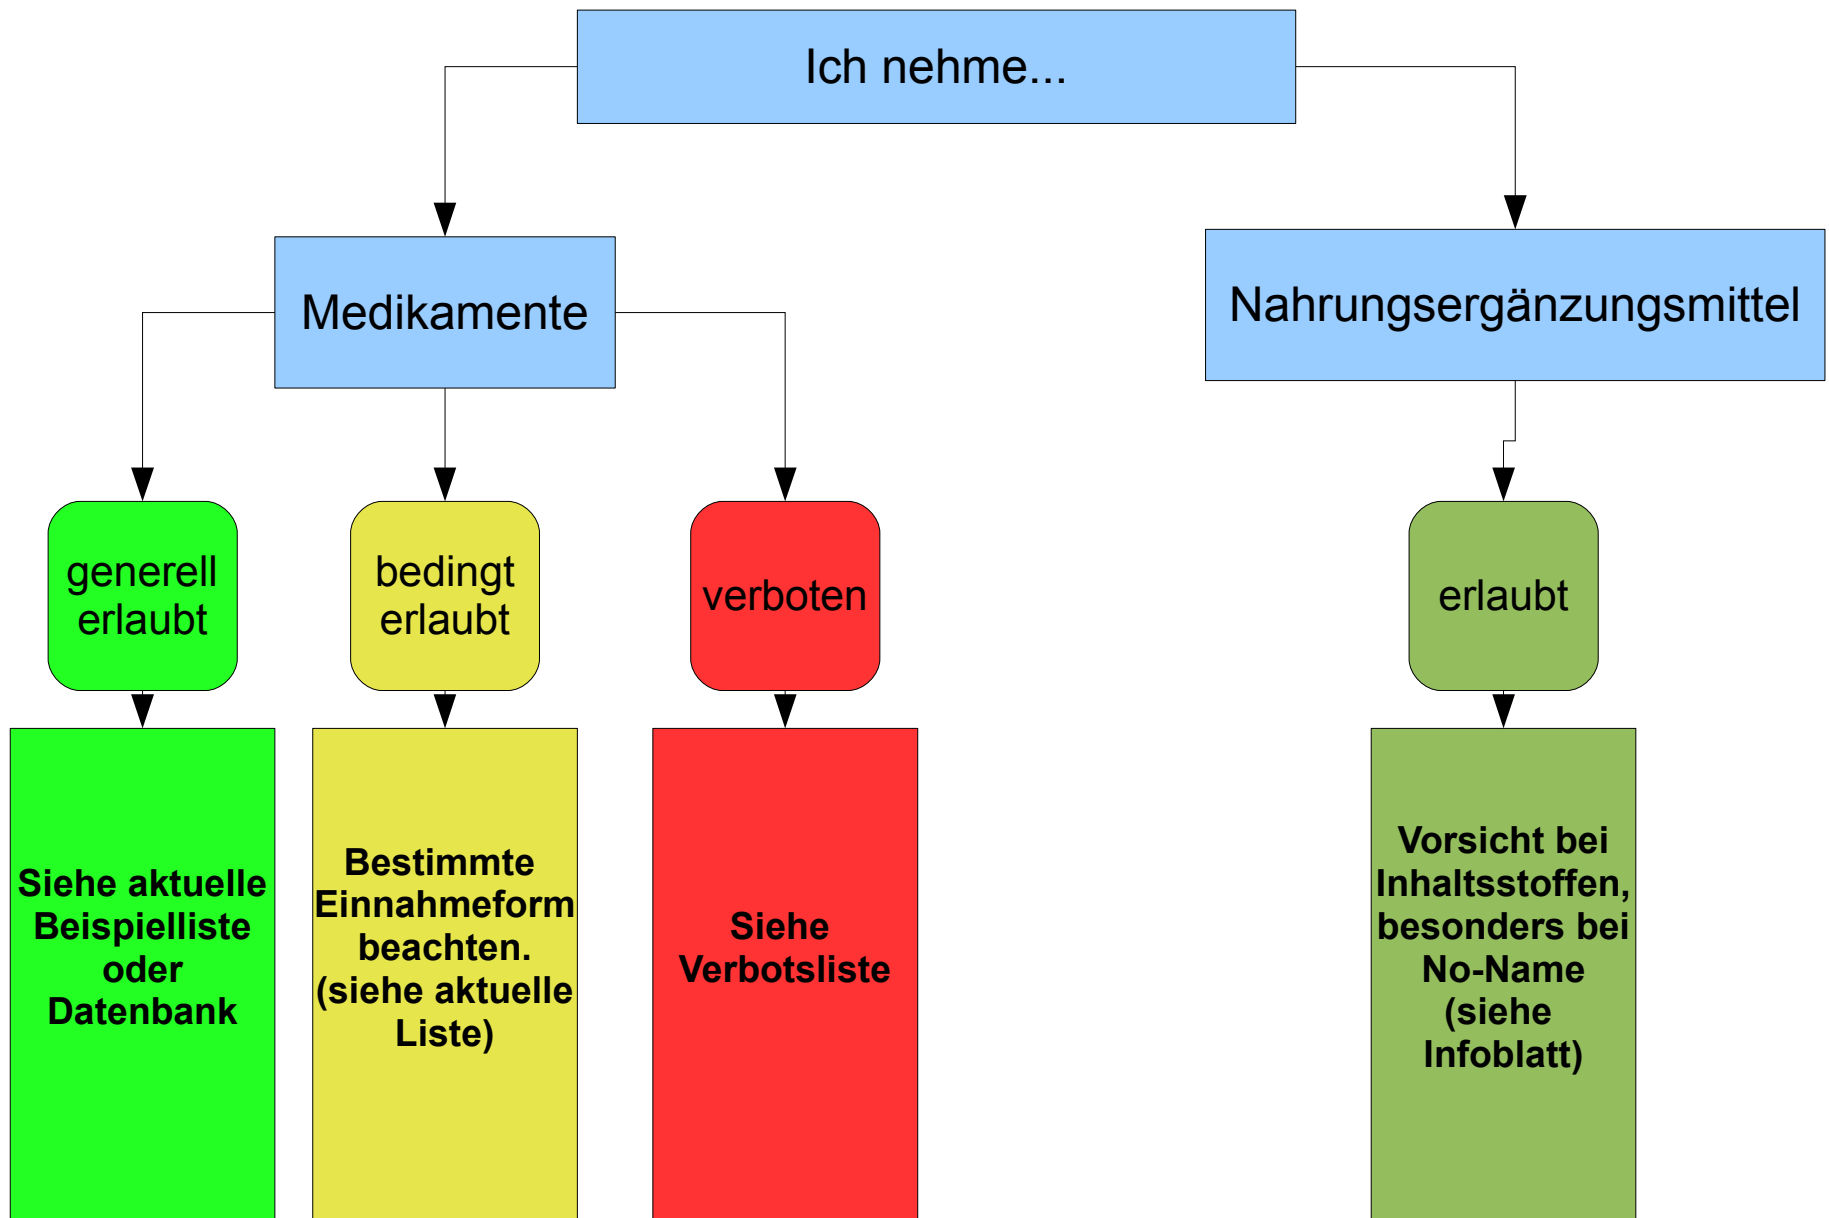 Ich nehme...
Medikamente
Nahrungsergänzungsmittel
generell
erlaubt
bedingt
erlaubt
verboten
erlaubt
Siehe aktuelle
Beispielliste
oder
Datenbank
Bestimmte
Einnahmeform
beachten.
(siehe aktuelle
Liste)
Siehe
Verbotsliste
Vorsicht bei
Inhaltsstoffen,
besonders bei
No-Name
(siehe
Infoblatt)